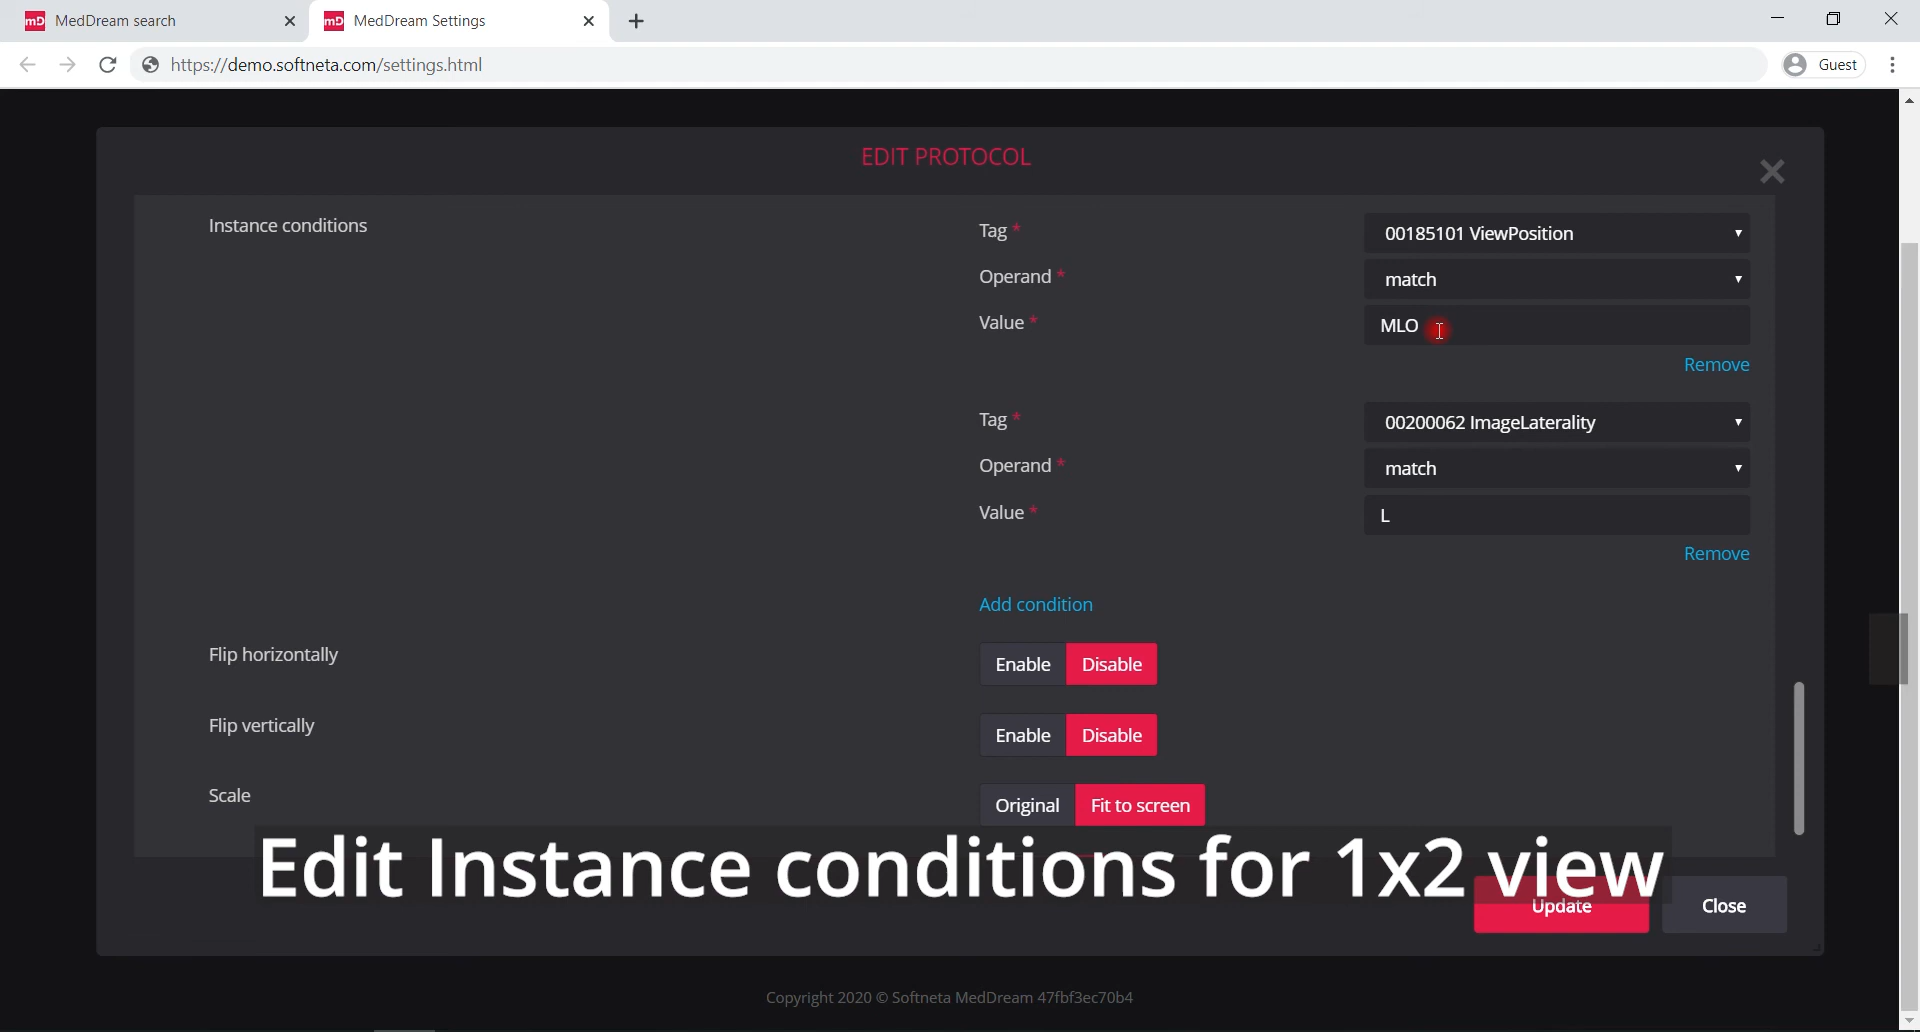 MedDream search
MedDream Settings
https://demo.softneta.com/settings.html
Guest
EDIT PROTOCOL
Instance conditions
Tag *
00185101 ViewPosition
Operand *
match
Value *
MLO
Remove
Tag *
00200062 ImageLaterality
Operand *
match
Value *
L
Remove
Add condition
Flip horizontally
Enable
Disable
Flip vertically
Enable
Disable
Scale
Original
Fit to screen
Edit Instance conditions for 1x2 view
Update
Close
Copyright 2020 © Softneta MedDream 47fbf3ec70b4